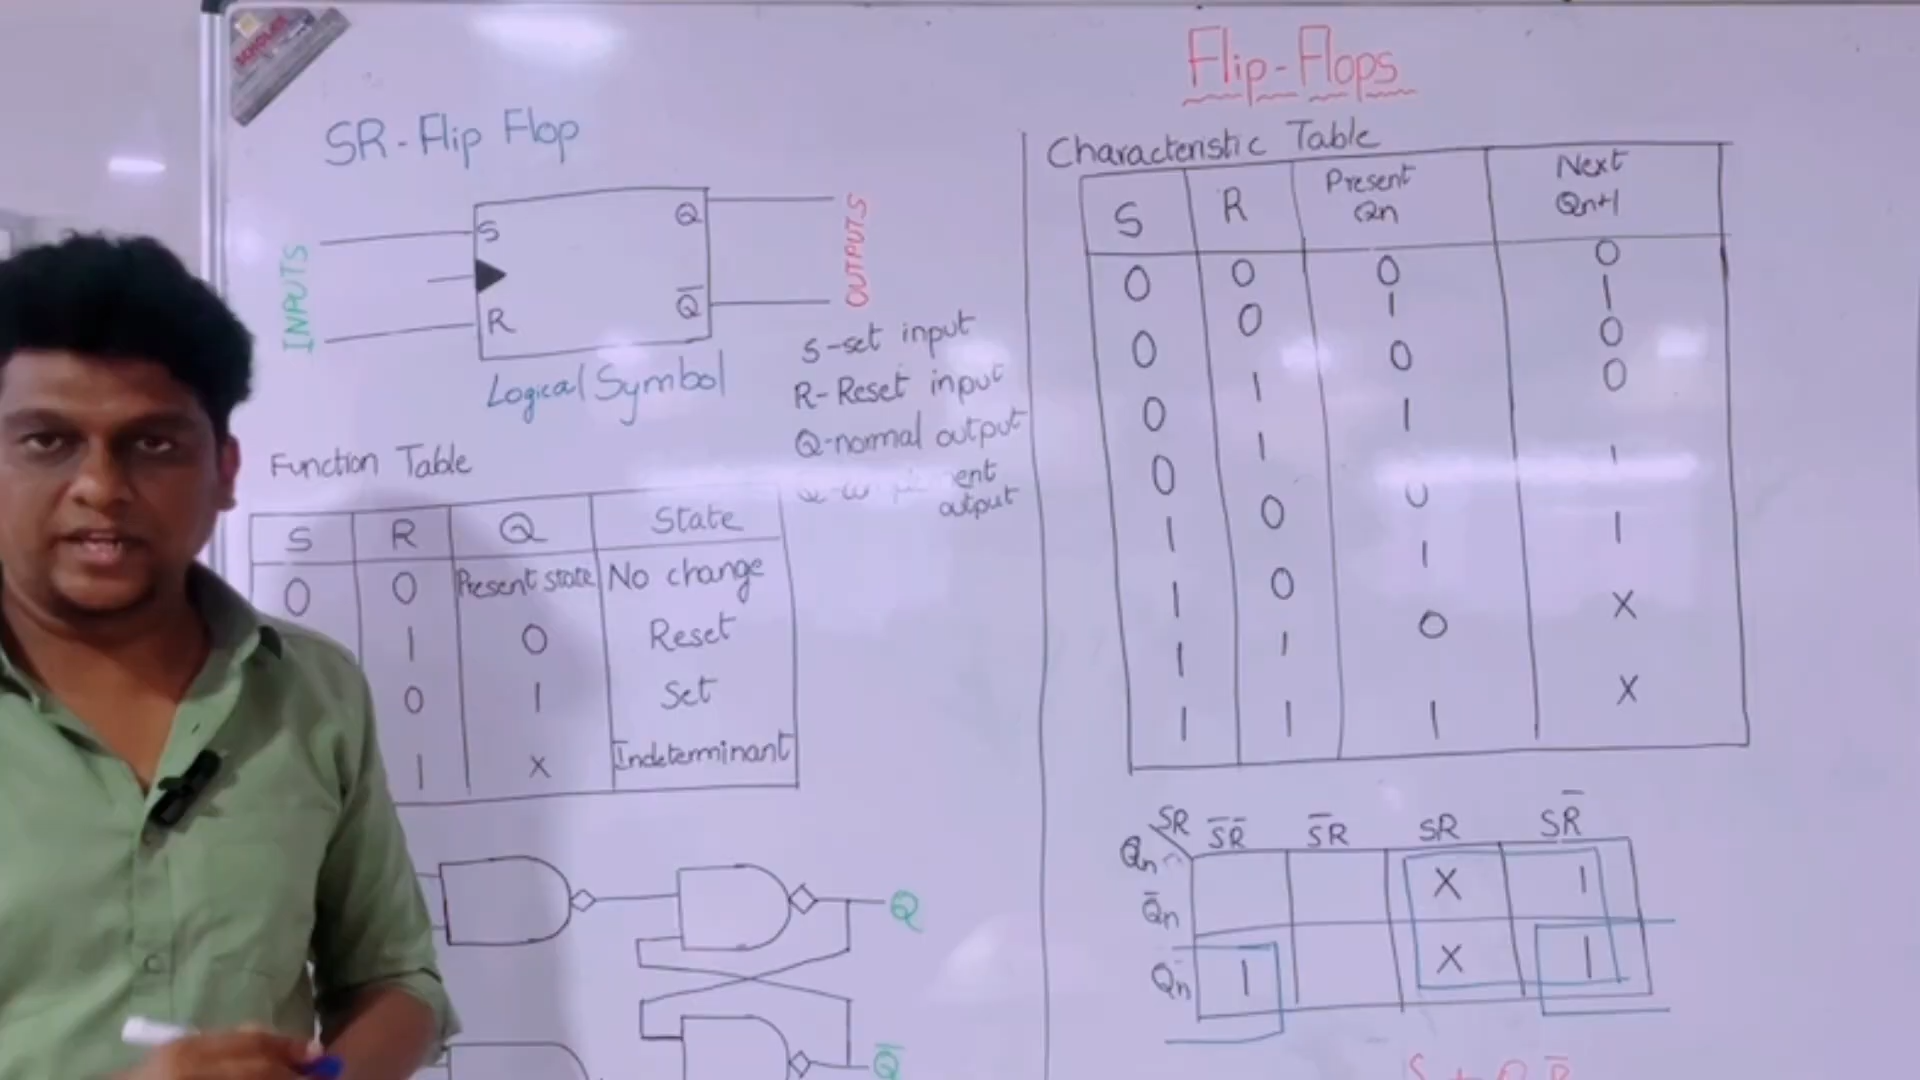 Flip-Flops
SR-Flip Flop
INPUTS
S
R
Q
Q̅
OUTPUTS
Logical Symbol
S-set input
R-Reset input
Q-normal output
output
Function Table
S R Q State
0 0 Present state No change
1 0 Reset
0 1 Set
1 X Indeterminant
Q
Q̅
Characteristic Table
S R Present Qn Next Qn+1
0 0 0 0
0 0 1 1
0 1 0 0
0 1 1 0
1 0 0 1
1 0 1 1
1 1 0 X
1 1 1 X
SR S̅R̅ S̅R SR SR̅
Qn
Q̅n X 1
Qn 1 X 1